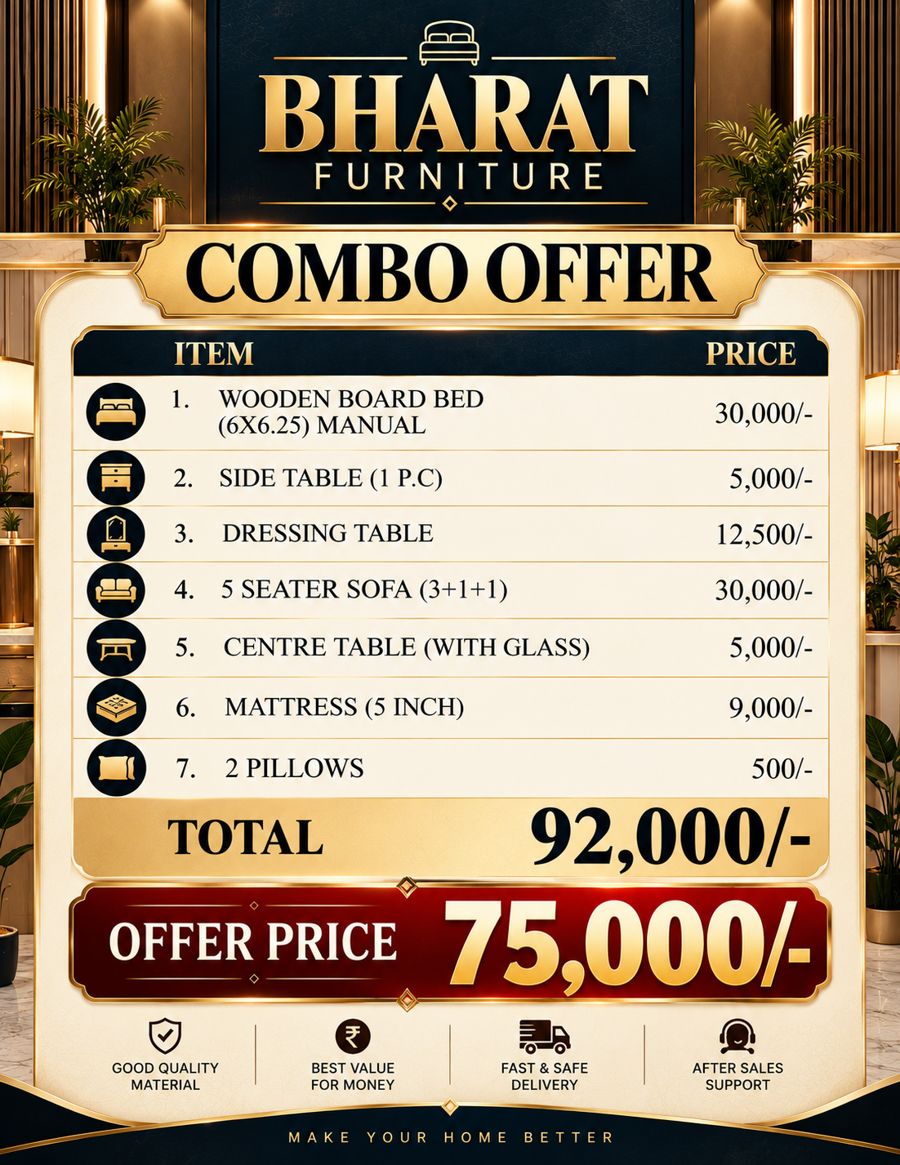 BHARAT
FURNITURE
COMBO OFFER
ITEM PRICE
1. WOODEN BOARD BED
(6X6.25) MANUAL 30,000/-
2. SIDE TABLE (1 P.C) 5,000/-
3. DRESSING TABLE 12,500/-
4. 5 SEATER SOFA (3+1+1) 30,000/-
5. CENTRE TABLE (WITH GLASS) 5,000/-
6. MATTRESS (5 INCH) 9,000/-
7. 2 PILLOWS 500/-
TOTAL 92,000/-
OFFER PRICE 75,000/-
₹
GOOD QUALITY
MATERIAL
BEST VALUE
FOR MONEY
FAST & SAFE
DELIVERY
AFTER SALES
SUPPORT
MAKE YOUR HOME BETTER